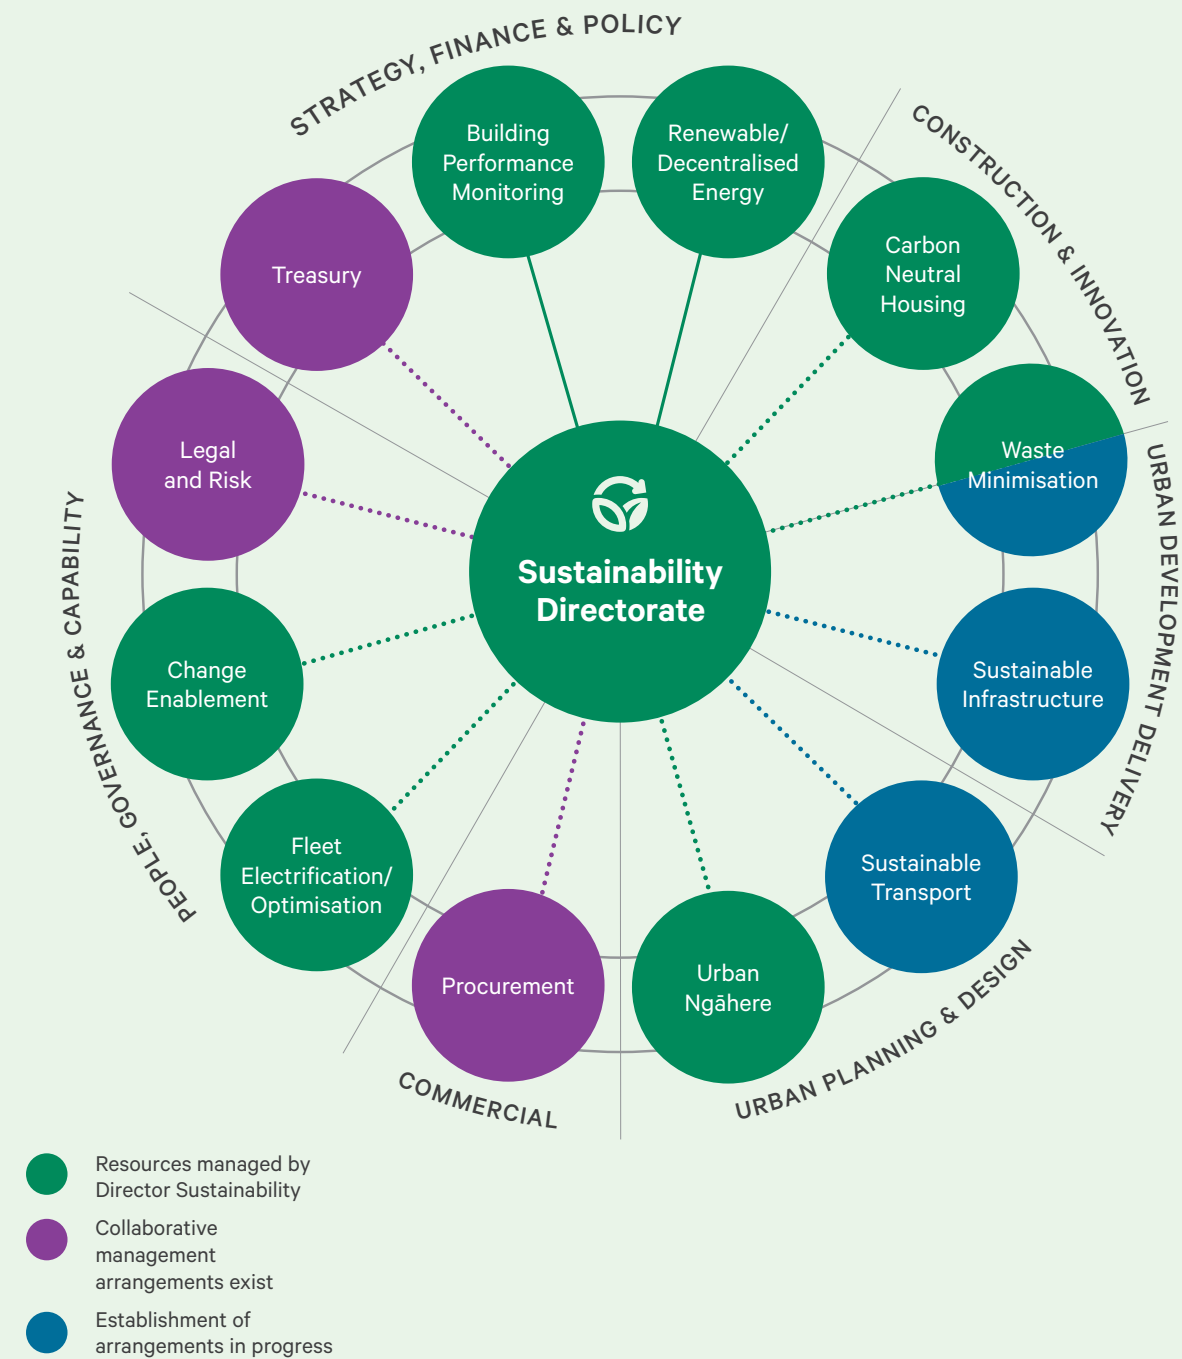 STRATEGY, FINANCE & POLICY
Building
Performance
Monitoring
Renewable/
Decentralised
Energy
CONSTRUCTION & INNOVATION
Carbon
Neutral
Housing
Treasury
Waste
Minimisation
URBAN DEVELOPMENT DELIVERY
Legal
and Risk
Sustainability
Directorate
PEOPLE, GOVERNANCE & CAPABILITY
Change
Enablement
Sustainable
Infrastructure
Fleet
Electrification/
Optimisation
Sustainable
Transport
Procurement
Urban
Ngāhere
URBAN PLANNING & DESIGN
COMMERCIAL
Resources managed by
Director Sustainability
Collaborative
management
arrangements exist
Establishment of
arrangements in progress